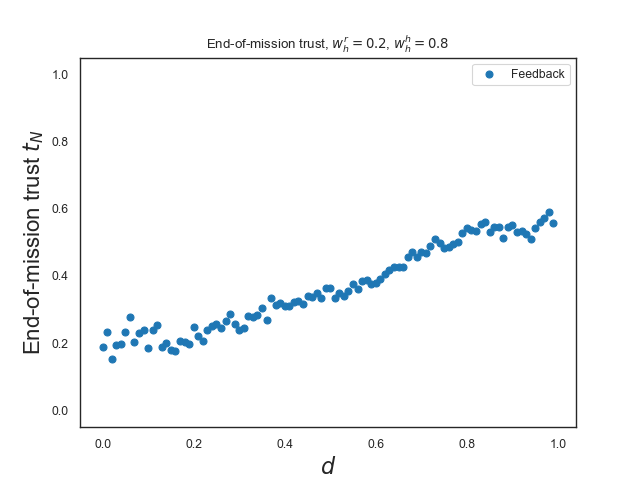 End-of-mission trust, $w_h^r = 0.2$, $w_h^h = 0.8$
Feedback
End-of-mission trust $t_N$
1.0
0.8
0.6
0.4
0.2
0.0
0.0 0.2 0.4 0.6 0.8 1.0
d